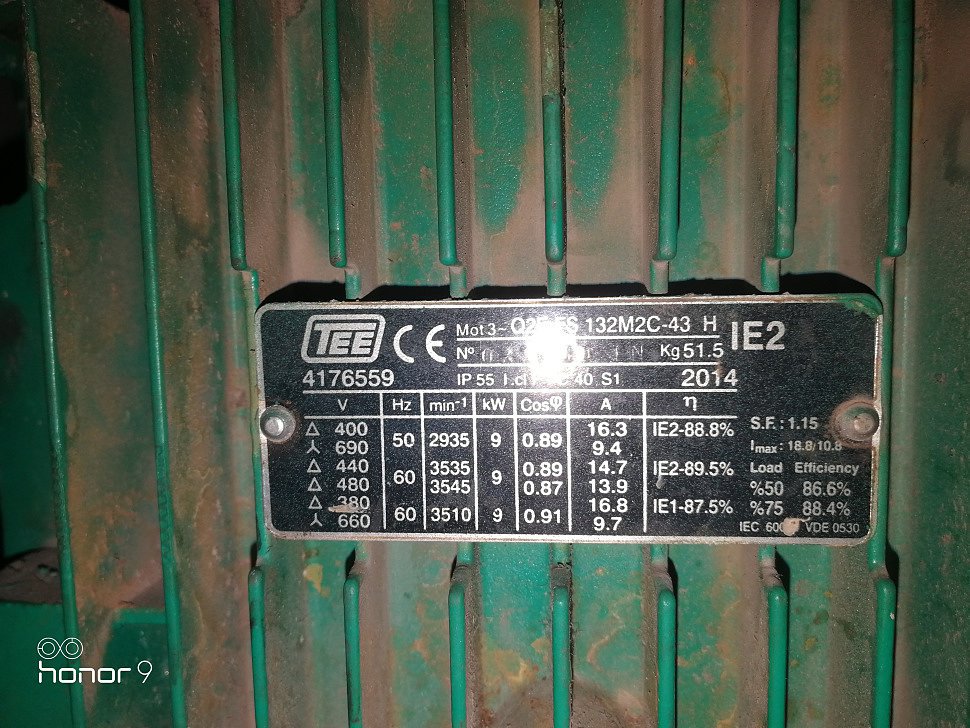 TEE CE Mot 3~ 132M2C-43 H IE2
Nº Kg 51.5
4176559 IP 55 40 S1 2014
V Hz min⁻¹ kW Cosφ A η
Δ 400 50 2935 9 0.89 16.3 IE2-88.8% S.F.: 1.15
⅄ 690 9.4 Imax: 18.8/10.8
Δ 440 60 3535 9 0.89 14.7 IE2-89.5% Load Efficiency
Δ 480 3545 0.87 13.9 %50 86.6%
Δ 380 60 3510 9 0.91 16.8 IE1-87.5% %75 88.4%
⅄ 660 9.7 IEC VDE 0530
honor 9